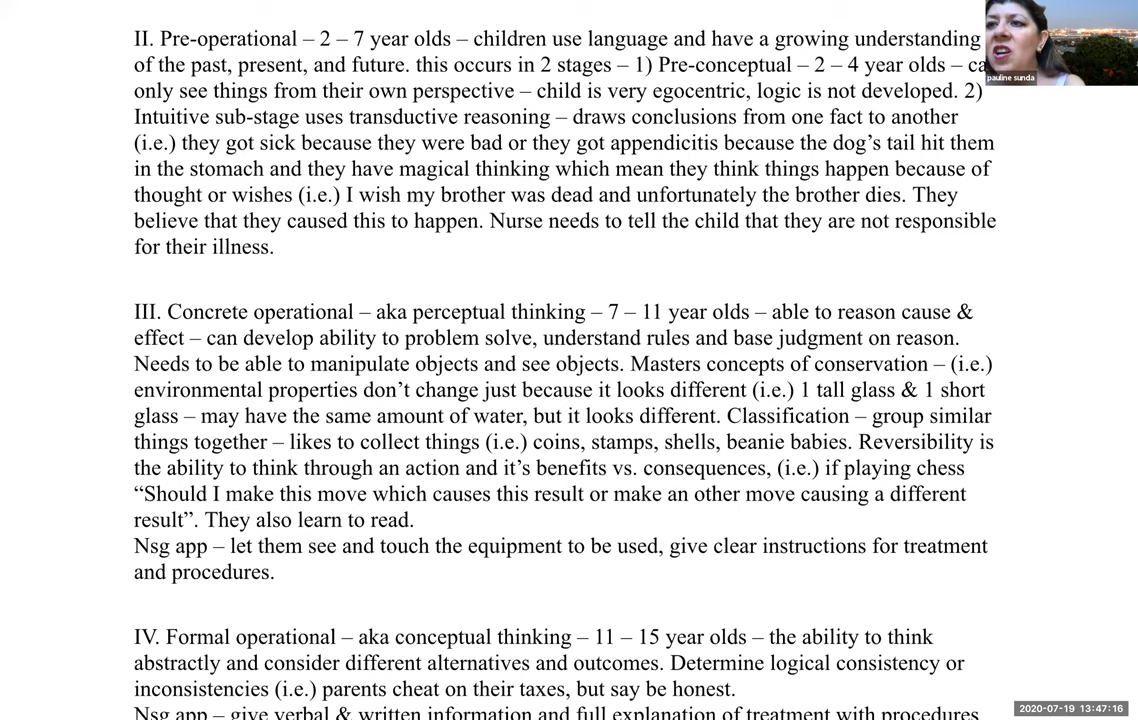 II. Pre-operational – 2 – 7 year olds – children use language and have a growing understanding
of the past, present, and future. this occurs in 2 stages – 1) Pre-conceptual – 2 – 4 year olds –
only see things from their own perspective – child is very egocentric, logic is not developed. 2)
Intuitive sub-stage uses transductive reasoning – draws conclusions from one fact to another
(i.e.) they got sick because they were bad or they got appendicitis because the dog’s tail hit them
in the stomach and they have magical thinking which mean they think things happen because of
thought or wishes (i.e.) I wish my brother was dead and unfortunately the brother dies. They
believe that they caused this to happen. Nurse needs to tell the child that they are not responsible
for their illness.
III. Concrete operational – aka perceptual thinking – 7 – 11 year olds – able to reason cause &
effect – can develop ability to problem solve, understand rules and base judgment on reason.
Needs to be able to manipulate objects and see objects. Masters concepts of conservation – (i.e.)
environmental properties don’t change just because it looks different (i.e.) 1 tall glass & 1 short
glass – may have the same amount of water, but it looks different. Classification – group similar
things together – likes to collect things (i.e.) coins, stamps, shells, beanie babies. Reversibility is
the ability to think through an action and it’s benefits vs. consequences, (i.e.) if playing chess
“Should I make this move which causes this result or make an other move causing a different
result”. They also learn to read.
Nsg app – let them see and touch the equipment to be used, give clear instructions for treatment
and procedures.
IV. Formal operational – aka conceptual thinking – 11 – 15 year olds – the ability to think
abstractly and consider different alternatives and outcomes. Determine logical consistency or
inconsistencies (i.e.) parents cheat on their taxes, but say be honest.
Nsg app – give verbal & written information and full explanation of treatment with procedures
pauline sunda
2020-07-19 13:47:16